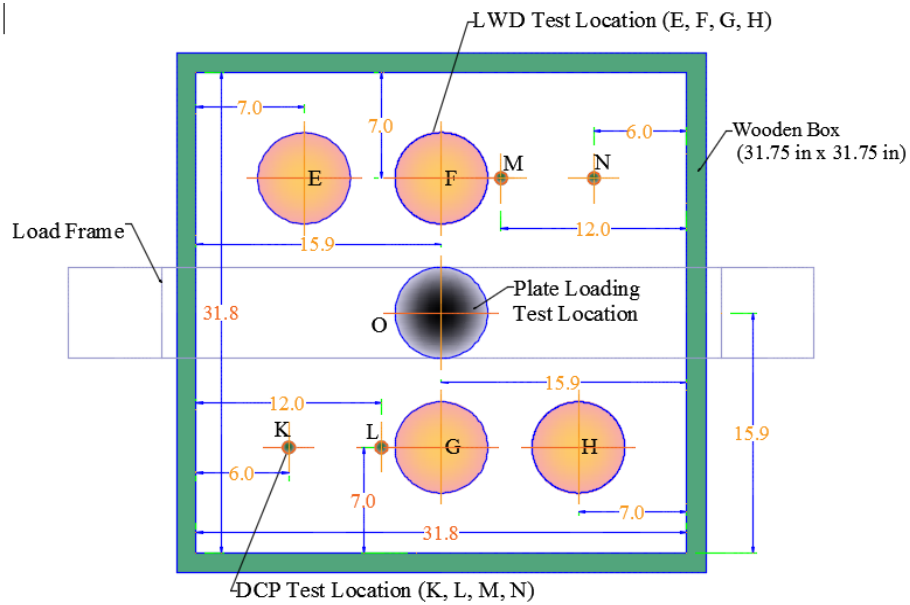 LWD Test Location (E, F, G, H)
7.0
7.0
6.0
Wooden Box
(31.75 in x 31.75 in)
M
N
E
F
12.0
Load Frame
15.9
31.8
Plate Loading
Test Location
O
15.9
12.0
15.9
K
L
G
H
6.0
7.0
7.0
31.8
DCP Test Location (K, L, M, N)